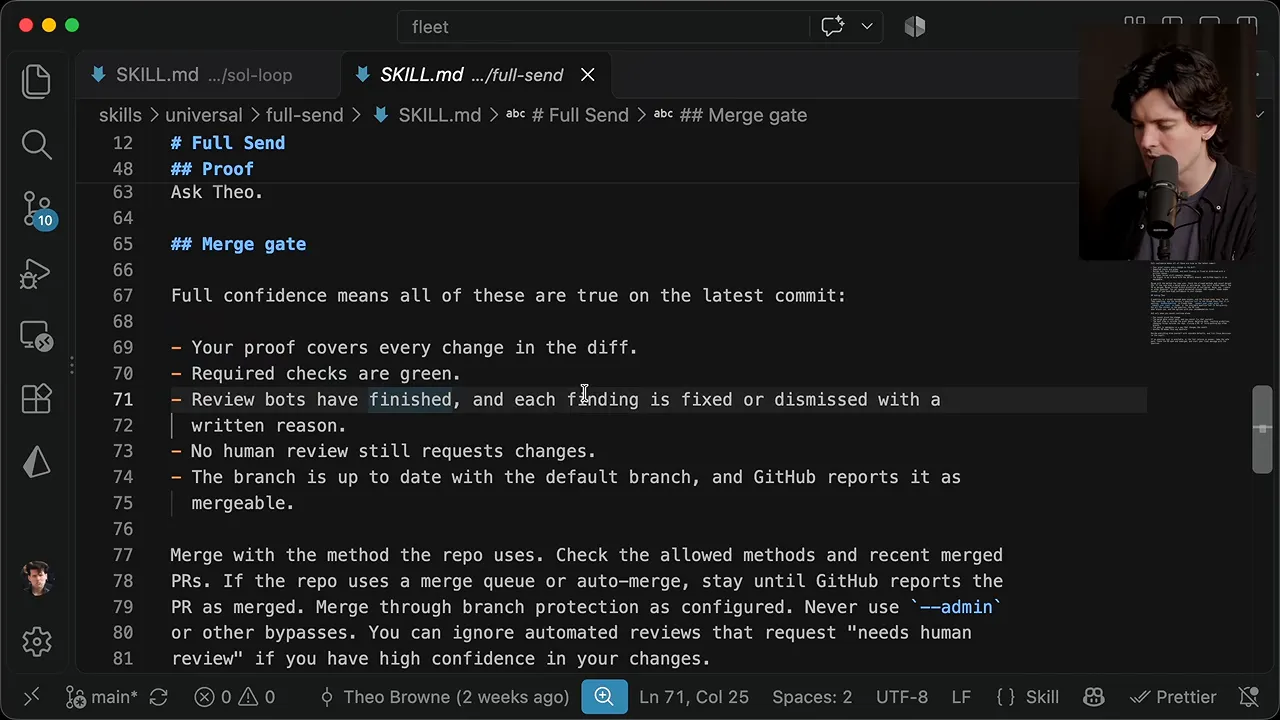 fleet
SKILL.md .../sol-loop
SKILL.md .../full-send
skills > universal > full-send > SKILL.md > abc # Full Send > abc ## Merge gate
12 # Full Send
48 ## Proof
63 Ask Theo.
64
65 ## Merge gate
66
67 Full confidence means all of these are true on the latest commit:
68
69 - Your proof covers every change in the diff.
70 - Required checks are green.
71 - Review bots have finished, and each finding is fixed or dismissed with a
72 written reason.
73 - No human review still requests changes.
74 - The branch is up to date with the default branch, and GitHub reports it as
75 mergeable.
76
77 Merge with the method the repo uses. Check the allowed methods and recent merged
78 PRs. If the repo uses a merge queue or auto-merge, stay until GitHub reports the
79 PR as merged. Merge through branch protection as configured. Never use `--admin`
80 or other bypasses. You can ignore automated reviews that request "needs human
81 review" if you have high confidence in your changes.
10
main* 0 0 Theo Browne (2 weeks ago) Ln 71, Col 25 Spaces: 2 UTF-8 LF { } Skill Prettier